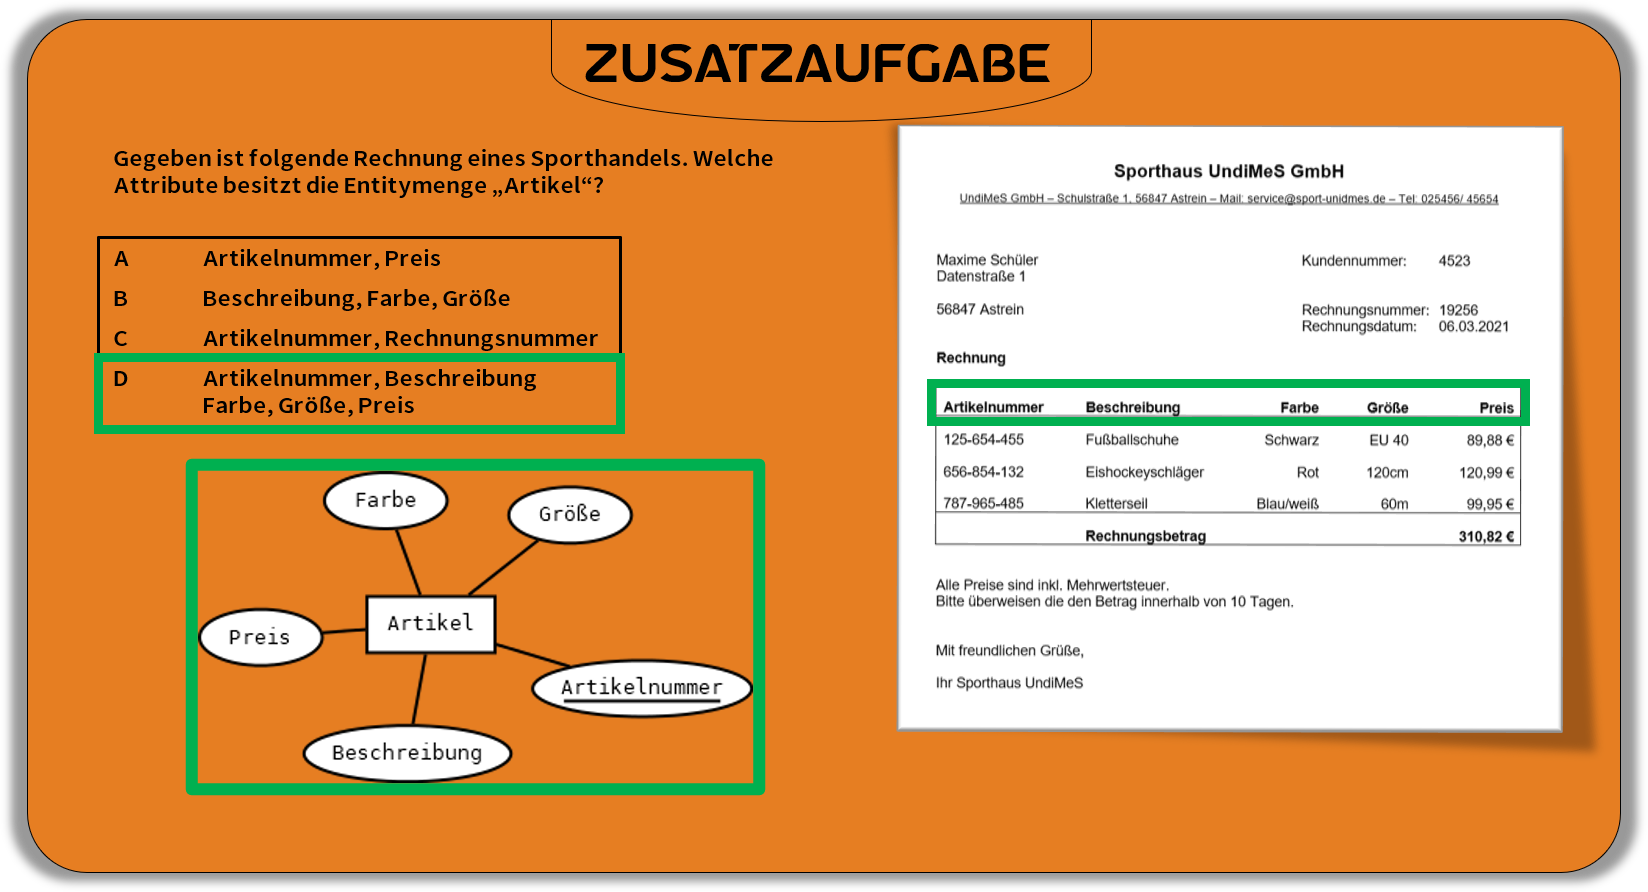 ZUSATZAUFGABE
Gegeben ist folgende Rechnung eines Sporthandels. Welche
Attribute besitzt die Entitymenge „Artikel“?
A Artikelnummer, Preis
B Beschreibung, Farbe, Größe
C Artikelnummer, Rechnungsnummer
D Artikelnummer, Beschreibung
Farbe, Größe, Preis
Farbe
Größe
Artikel
Preis
Artikelnummer
Beschreibung
Sporthaus UndiMeS GmbH
UndiMeS GmbH – Schulstraße 1, 56847 Astrein – Mail: service@sport-unidmes.de – Tel: 025456/ 45654
Maxime Schüler Kundennummer: 4523
Datenstraße 1
56847 Astrein Rechnungsnummer: 19256
Rechnungsdatum: 06.03.2021
Rechnung
Artikelnummer Beschreibung Farbe Größe Preis
125-654-455 Fußballschuhe Schwarz EU 40 89,88 €
656-854-132 Eishockeyschläger Rot 120cm 120,99 €
787-965-485 Kletterseil Blau/weiß 60m 99,95 €
Rechnungsbetrag 310,82 €
Alle Preise sind inkl. Mehrwertsteuer.
Bitte überweisen die den Betrag innerhalb von 10 Tagen.
Mit freundlichen Grüße,
Ihr Sporthaus UndiMeS